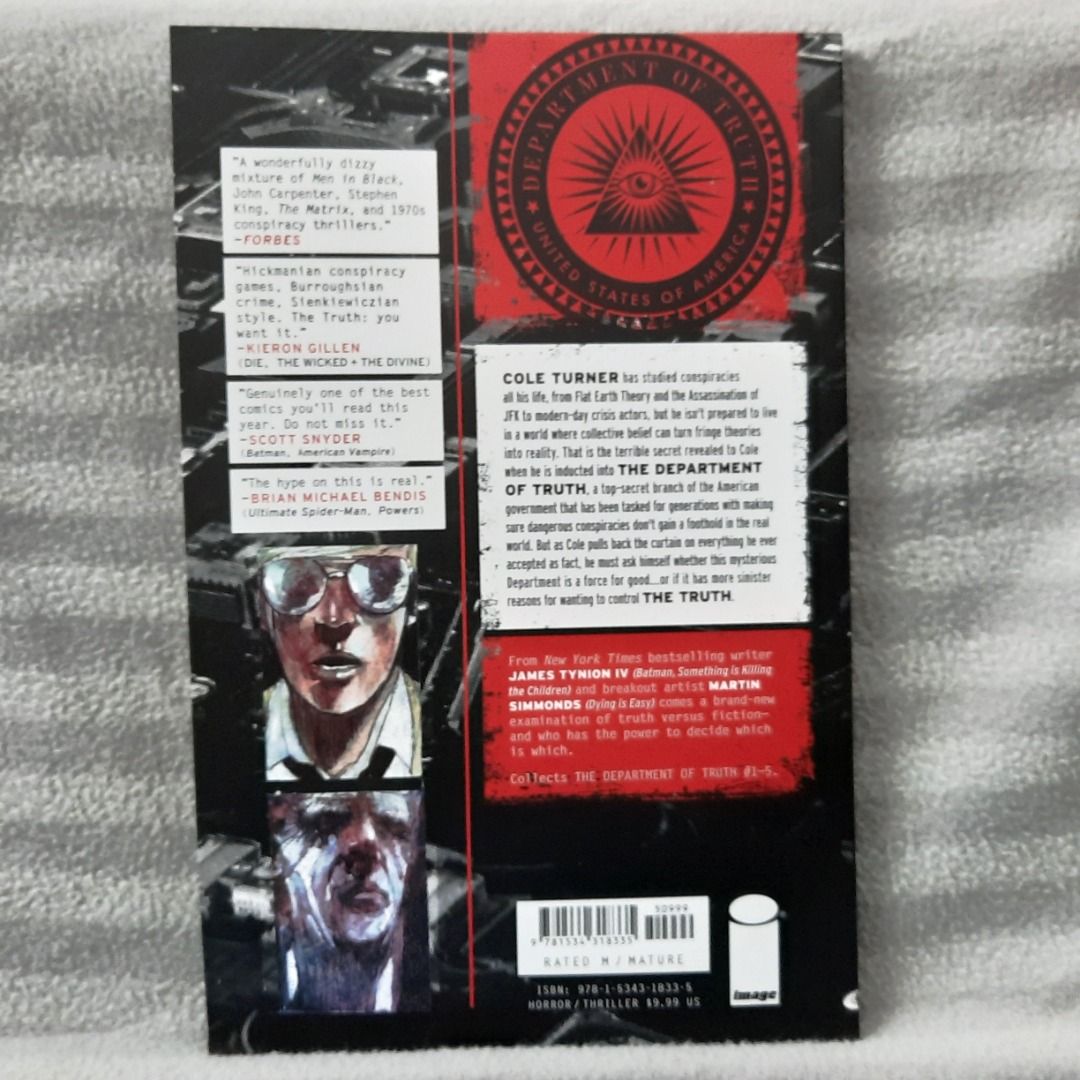 "A wonderfully dizzy
mixture of Men in Black,
John Carpenter, Stephen
King, The Matrix, and 1970s
conspiracy thrillers."
—FORBES
"Hickmanian conspiracy
games, Burroughsian
crime, Sienkiewiczian
style. The Truth: you
want it."
—KIERON GILLEN
(DIE, THE WICKED + THE DIVINE)
"Genuinely one of the best
comics you'll read this
year. Do not miss it."
—SCOTT SNYDER
(Batman, American Vampire)
"The hype on this is real."
—BRIAN MICHAEL BENDIS
(Ultimate Spider-Man, Powers)
DEPARTMENT OF TRUTH
UNITED STATES OF AMERICA
COLE TURNER has studied conspiracies
all his life, from Flat Earth Theory and the Assassination of
JFK to modern-day crisis actors, but he isn't prepared to live
in a world where collective belief can turn fringe theories
into reality. That is the terrible secret revealed to Cole
when he is inducted into THE DEPARTMENT
OF TRUTH, a top-secret branch of the American
government that has been tasked for generations with making
sure dangerous conspiracies don't gain a foothold in the real
world. But as Cole pulls back the curtain on everything he ever
accepted as fact, he must ask himself whether this mysterious
Department is a force for good....or if it has more sinister
reasons for wanting to control THE TRUTH.
From New York Times bestselling writer
JAMES TYNION IV (Batman, Something is Killing
the Children) and breakout artist MARTIN
SIMMONDS (Dying is Easy) comes a brand-new
examination of truth versus fiction—
and who has the power to decide which
is which.
Collects THE DEPARTMENT OF TRUTH #1-5.
50999
9 781534 318335
RATED M / MATURE
ISBN: 978-1-5343-1833-5
HORROR/THRILLER $9.99 US
image